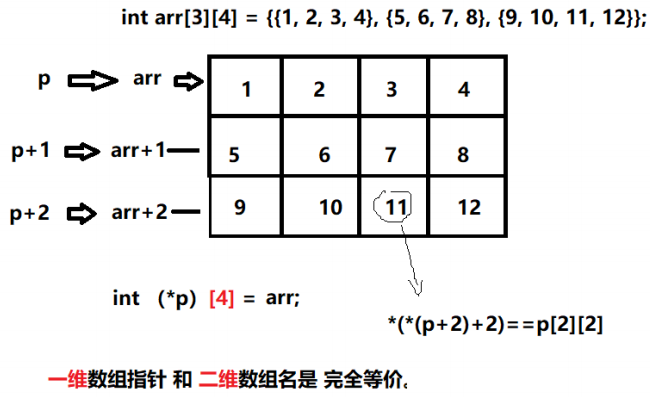 int arr[3][4] = {{1, 2, 3, 4}, {5, 6, 7, 8}, {9, 10, 11, 12}};
p arr 1 2 3 4
p+1 arr+1 5 6 7 8
p+2 arr+2 9 10 11 12
int （*p）[4] = arr;
*(*(p+2)+2)==p[2][2]
一维数组指针 和 二维数组名是 完全等价。